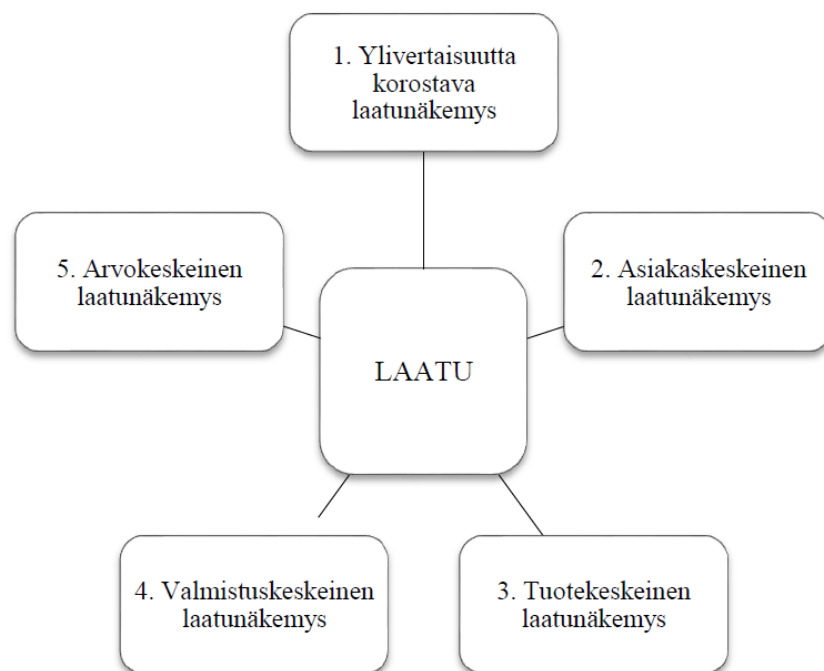 1. Ylivertaisuutta
korostava
laatunäkemys
2. Asiakaskeskeinen
laatunäkemys
3. Tuotekeskeinen
laatunäkemys
4. Valmistuskeskeinen
laatunäkemys
5. Arvokeskeinen
laatunäkemys
LAATU